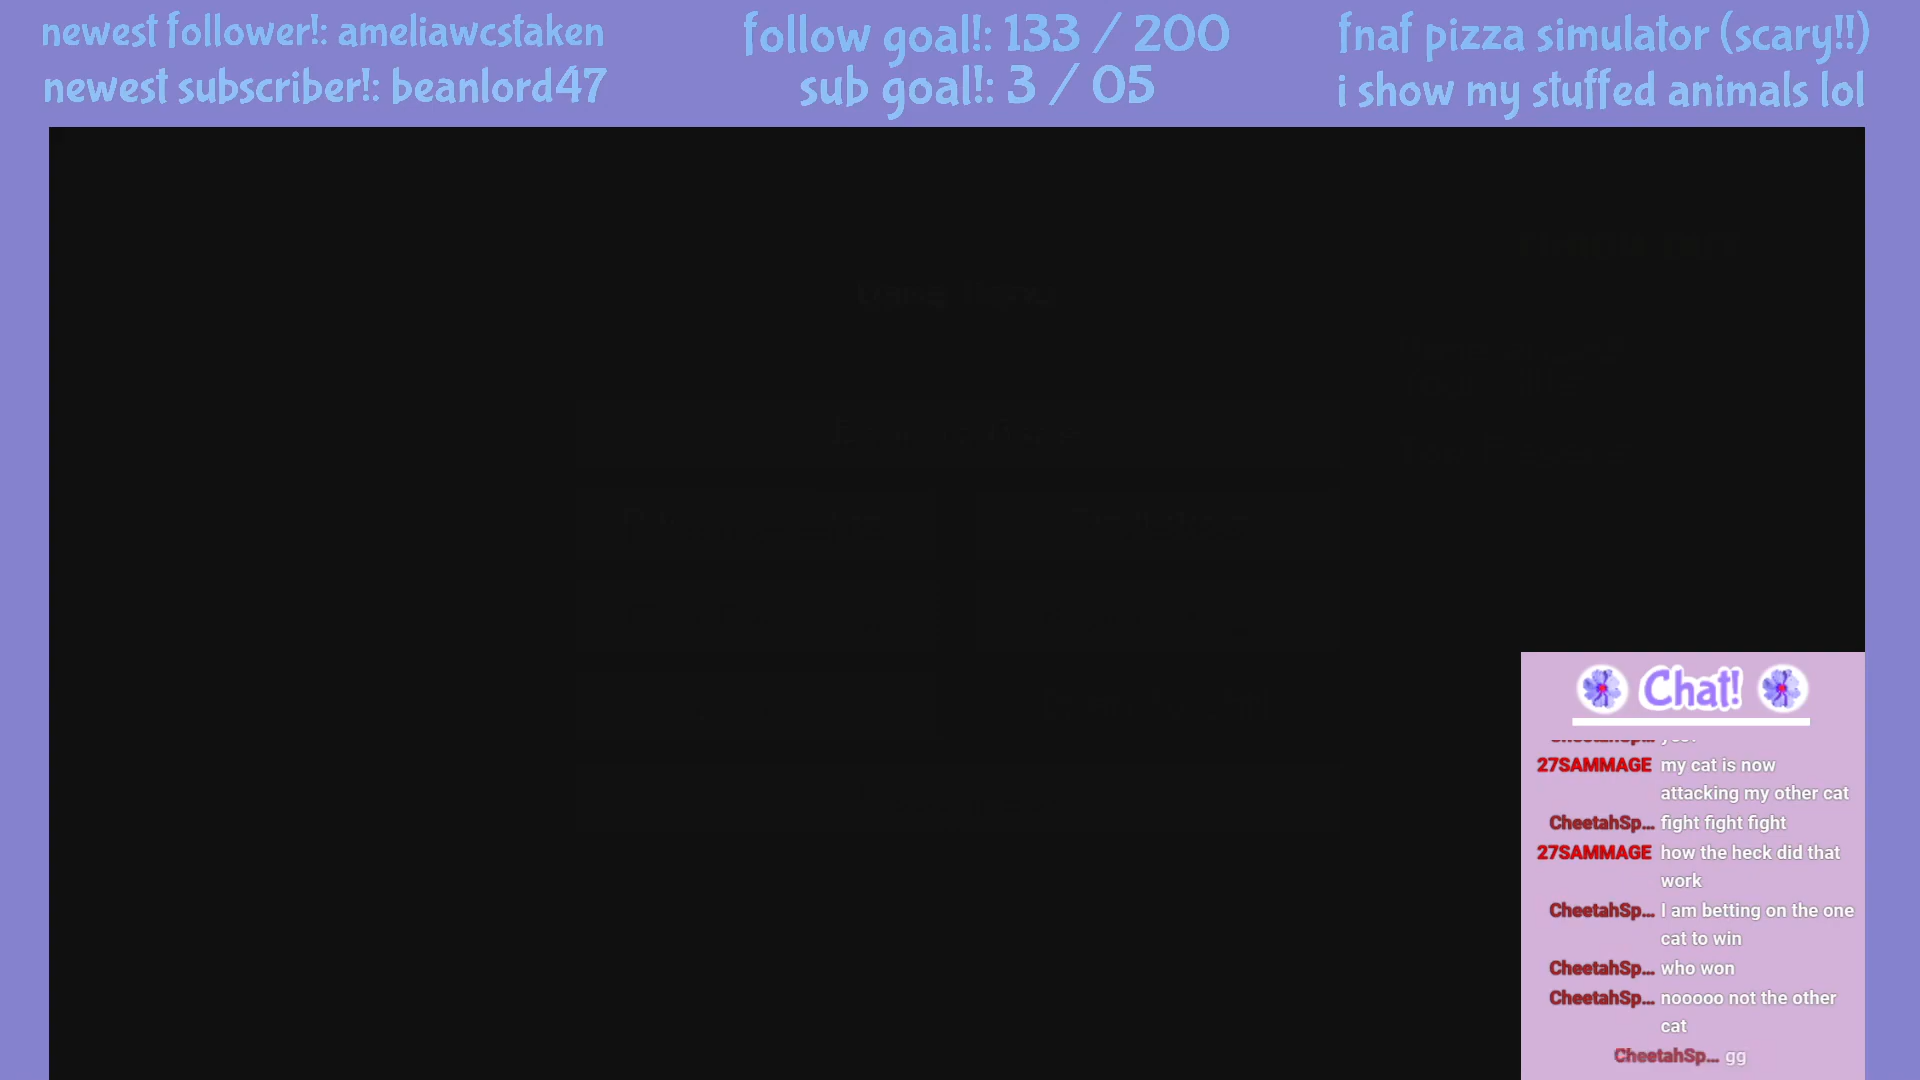 newest follower!: ameliawcstaken
newest subscriber!: beanlord47
follow goal!: 133 / 200
sub goal!: 3 / 05
fnaf pizza simulator (scary!!)
i show my stuffed animals lol
Chat!
27SAMMAGE my cat is now
attacking my other cat
CheetahSp... fight fight fight
27SAMMAGE how the heck did that
work
CheetahSp... I am betting on the one
cat to win
CheetahSp... who won
CheetahSp... nooooo not the other
cat
CheetahSp... gg